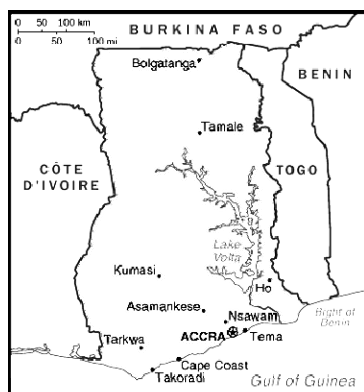 0 50 100 km
BURKINA FASO
0 50 100 mi
Bolgatanga
BENIN
Tamale
CÔTE
D'IVOIRE
TOGO
Lake
Volta
Kumasi
Ho
Asamankese
Nsawam
Bight of
Benin
ACCRA
Tema
Tarkwa
Cape Coast
Takoradi
Gulf of Guinea